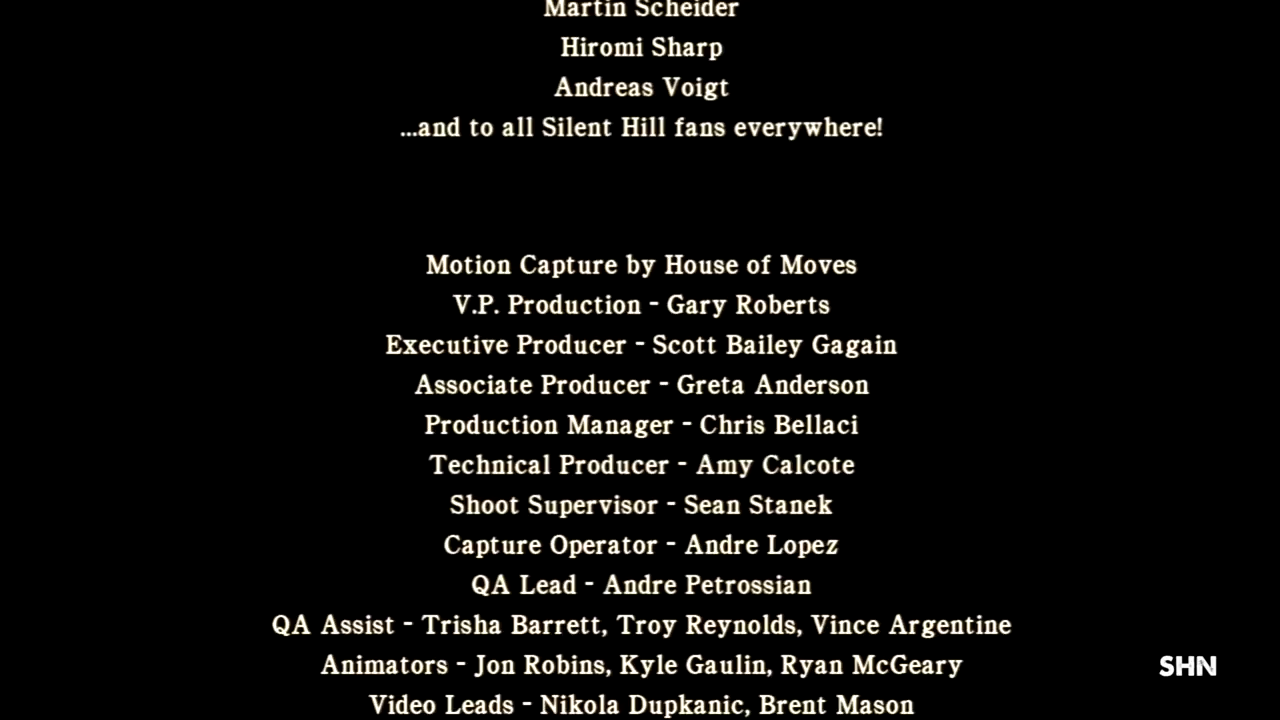 Martin Scheider
Hiromi Sharp
Andreas Voigt
...and to all Silent Hill fans everywhere!
Motion Capture by House of Moves
V.P. Production - Gary Roberts
Executive Producer - Scott Bailey Gagain
Associate Producer - Greta Anderson
Production Manager - Chris Bellaci
Technical Producer - Amy Calcote
Shoot Supervisor - Sean Stanek
Capture Operator - Andre Lopez
QA Lead - Andre Petrossian
QA Assist - Trisha Barrett, Troy Reynolds, Vince Argentine
Animators - Jon Robins, Kyle Gaulin, Ryan McGeary
SHN
Video Leads - Nikola Dupkanic, Brent Mason